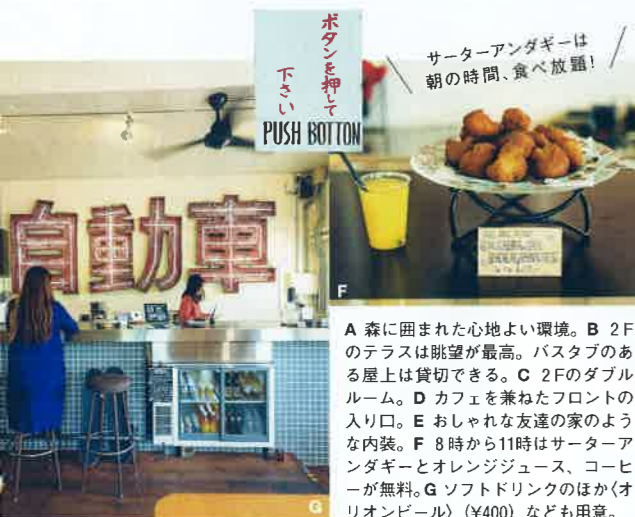 ボタンを押して
下さい
PUSH BOTTON
サーターアンダギーは
朝の時間、食べ放題!
自動車
F
G
A 森に囲まれた心地よい環境。B 2F
のテラスは眺望が最高。バスタブのあ
る屋上は貸切できる。C 2Fのダブル
ルーム。D カフェを兼ねたフロントの
入り口。E おしゃれな友達の家のよう
な内装。F 8時から11時はサーターア
ンダギーとオレンジジュース、コーヒ
ーが無料。G ソフトドリンクのほか〈オ
リオンビール〉(¥400) なども用意。